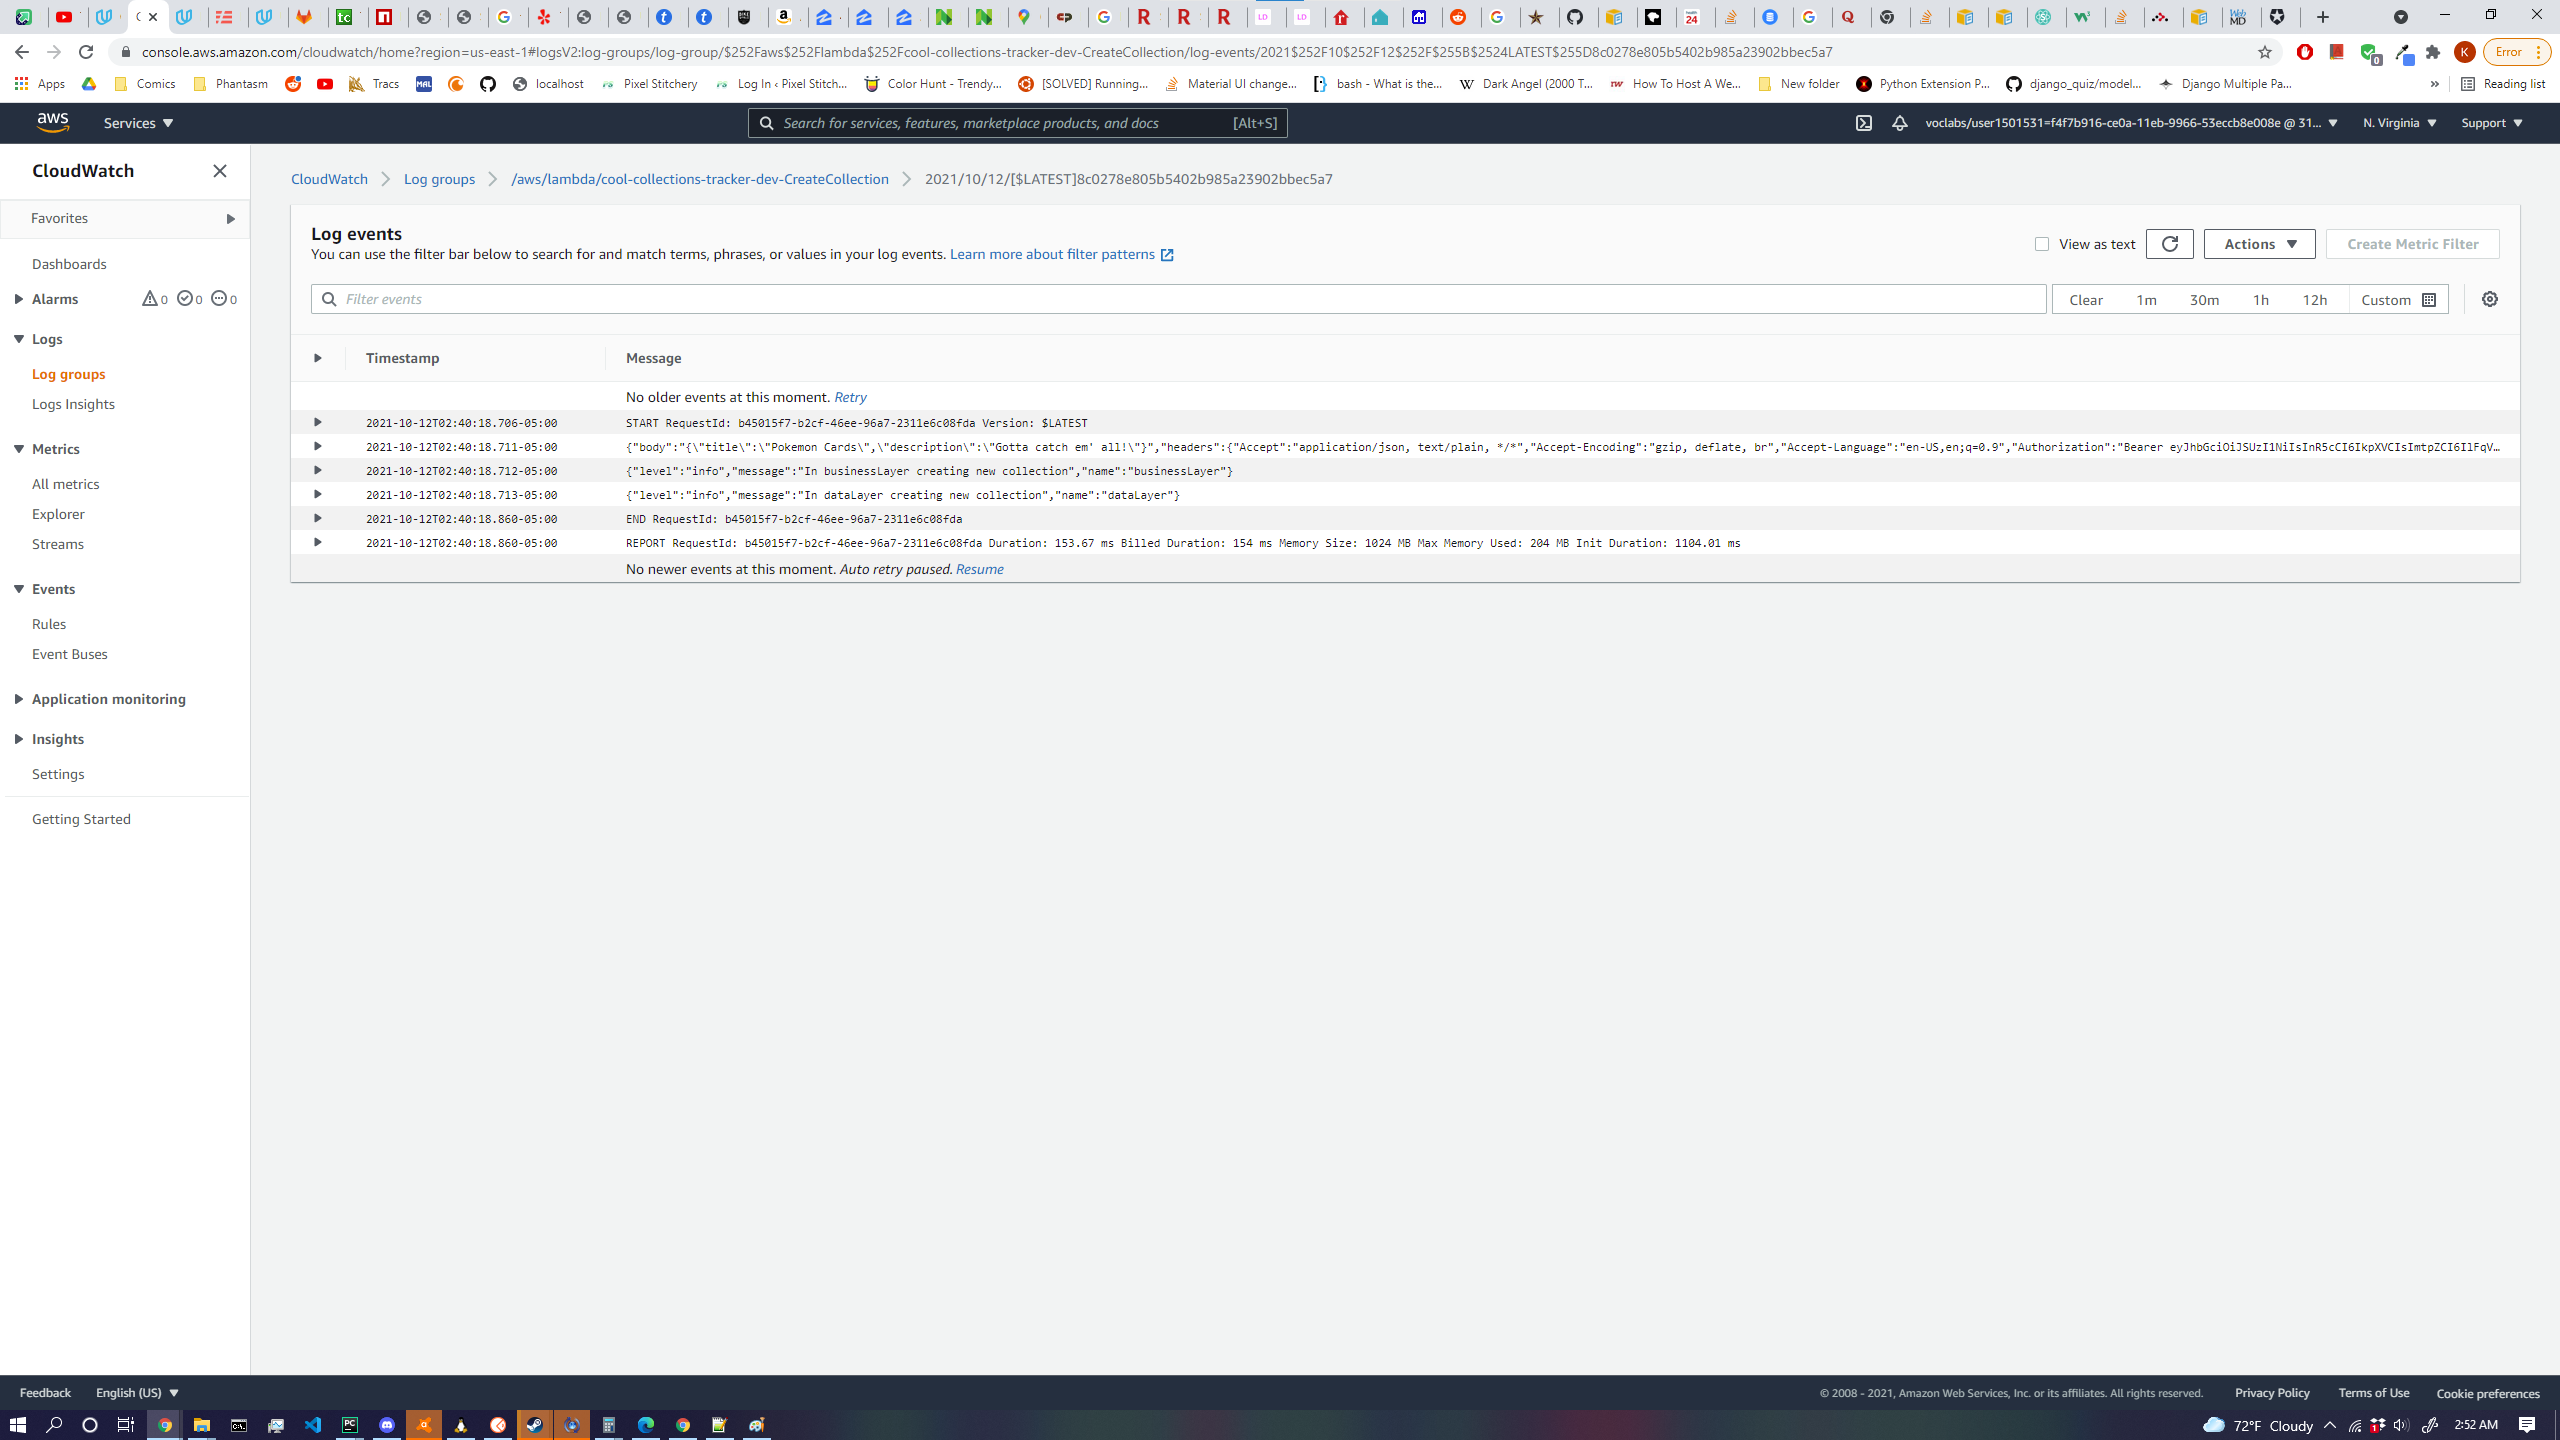 console.aws.amazon.com/cloudwatch/home?region=us-east-1#logsV2:log-groups/log-group/$252Faws$252Flambda$252Fcool-collections-tracker-dev-CreateCollection/log-events/2021$252F10$252F12$252F$255B$2524LATEST$255D8c0278e805b5402b985a23902bbec5a7
Error
Apps
Comics
Phantasm
Tracs
localhost
Pixel Stitchery
Log In ‹ Pixel Stitch...
Color Hunt - Trendy...
[SOLVED] Running...
Material UI change...
bash - What is the...
Dark Angel (2000 T...
How To Host A We...
New folder
Python Extension P...
django_quiz/model...
Django Multiple Pa...
»
Reading list
aws
Services
Search for services, features, marketplace products, and docs
[Alt+S]
voclabs/user1501531=f4f7b916-ce0a-11eb-9966-53eccb8e008e @ 31...
N. Virginia
Support
CloudWatch
Favorites
Dashboards
Alarms
0
0
0
Logs
Log groups
Logs Insights
Metrics
All metrics
Explorer
Streams
Events
Rules
Event Buses
Application monitoring
Insights
Settings
Getting Started
CloudWatch
Log groups
/aws/lambda/cool-collections-tracker-dev-CreateCollection
2021/10/12/[$LATEST]8c0278e805b5402b985a23902bbec5a7
Log events
You can use the filter bar below to search for and match terms, phrases, or values in your log events. Learn more about filter patterns
View as text
Actions
Create Metric Filter
Filter events
Clear
1m
30m
1h
12h
Custom
Timestamp
Message
No older events at this moment. Retry
2021-10-12T02:40:18.706-05:00
START RequestId: b45015f7-b2cf-46ee-96a7-2311e6c08fda Version: $LATEST
2021-10-12T02:40:18.711-05:00
{"body":"{\"title\":\"Pokemon Cards\",\"description\":\"Gotta catch em' all!\"}","headers":{"Accept":"application/json, text/plain, */*","Accept-Encoding":"gzip, deflate, br","Accept-Language":"en-US,en;q=0.9","Authorization":"Bearer eyJhbGciOiJSUzI1NiIsInR5cCI6IkpXVCIsImtpZCI6IlFqV...
2021-10-12T02:40:18.712-05:00
{"level":"info","message":"In businessLayer creating new collection","name":"businessLayer"}
2021-10-12T02:40:18.713-05:00
{"level":"info","message":"In dataLayer creating new collection","name":"dataLayer"}
2021-10-12T02:40:18.860-05:00
END RequestId: b45015f7-b2cf-46ee-96a7-2311e6c08fda
2021-10-12T02:40:18.860-05:00
REPORT RequestId: b45015f7-b2cf-46ee-96a7-2311e6c08fda Duration: 153.67 ms Billed Duration: 154 ms Memory Size: 1024 MB Max Memory Used: 204 MB Init Duration: 1104.01 ms
No newer events at this moment. Auto retry paused. Resume
Feedback
English (US)
© 2008 - 2021, Amazon Web Services, Inc. or its affiliates. All rights reserved.
Privacy Policy
Terms of Use
Cookie preferences
72°F Cloudy
2:52 AM